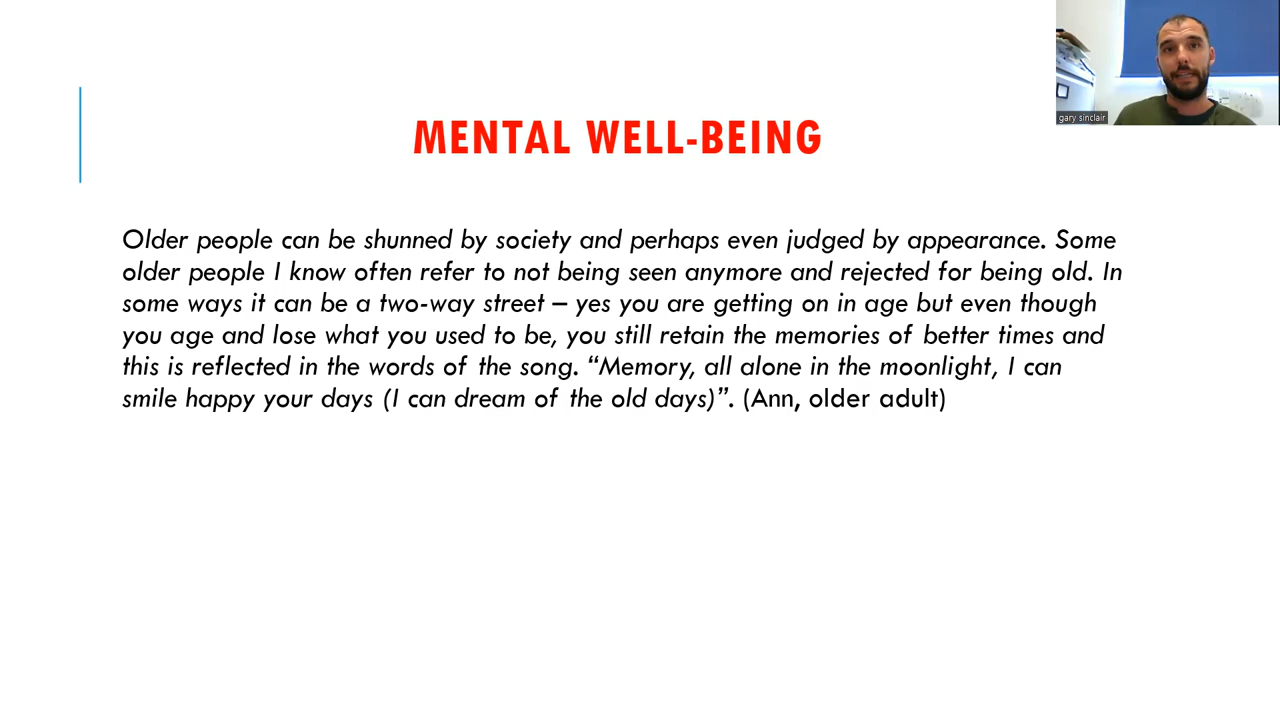 MENTAL WELL-BEING
gary sinclair
Older people can be shunned by society and perhaps even judged by appearance. Some
older people I know often refer to not being seen anymore and rejected for being old. In
some ways it can be a two-way street – yes you are getting on in age but even though
you age and lose what you used to be, you still retain the memories of better times and
this is reflected in the words of the song. “Memory, all alone in the moonlight, I can
smile happy your days (I can dream of the old days)”. (Ann, older adult)